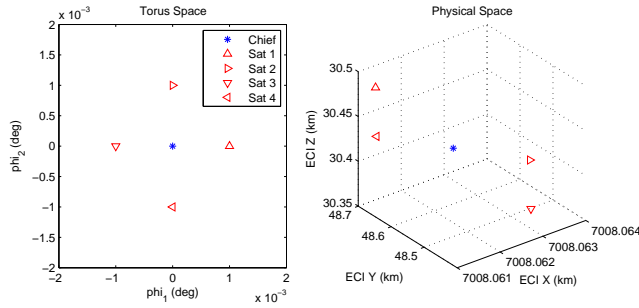 Torus Space
x 10⁻³
2
1.5
1
0.5
0
−0.5
−1
−1.5
−2
phi₂ (deg)
−2
−1
0
1
2
x 10⁻³
phi₁ (deg)
Chief
Sat 1
Sat 2
Sat 3
Sat 4
Physical Space
30.5
30.45
30.4
30.35
ECI Z (km)
48.7
48.6
48.5
ECI Y (km)
7008.061
7008.062
7008.063
7008.064
ECI X (km)